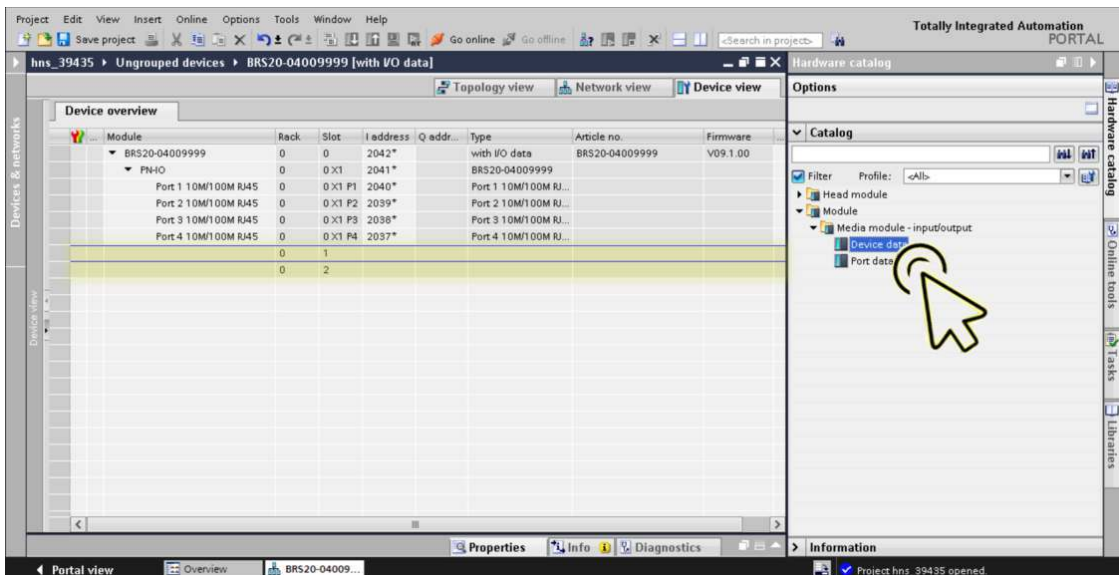 Project Edit View Insert Online Options Tools Window Help
Totally Integrated Automation
PORTAL
Save project Go online Go offline <Search in project>
hns_39435 ▸ Ungrouped devices ▸ BRS20-04009999 [with I/O data]
Hardware catalog
Topology view Network view Device view
Options
Device overview
... Module Rack Slot I address Q addr... Type Article no. Firmware ...
BRS20-04009999 0 0 2042* with I/O data BRS20-04009999 V09.1.00
PN-IO 0 0 X1 2041* BRS20-04009999
Port 1 10M/100M RJ45 0 0 X1 P1 2040* Port 1 10M/100M RJ...
Port 2 10M/100M RJ45 0 0 X1 P2 2039* Port 2 10M/100M RJ...
Port 3 10M/100M RJ45 0 0 X1 P3 2038* Port 3 10M/100M RJ...
Port 4 10M/100M RJ45 0 0 X1 P4 2037* Port 4 10M/100M RJ...
0 1
0 2
Catalog
Filter Profile: <All>
Head module
Module
Media module - input/output
Device data
Port data
Information
Devices & networks
Device view
Hardware catalog
Online tools
Tasks
Libraries
Properties Info Diagnostics
Portal view Overview BRS20-04009...
Project hns_39435 opened.